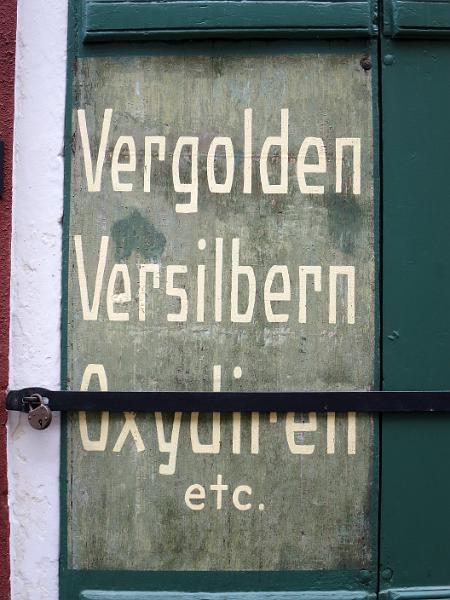 Vergolden
Versilbern
Oxydiren
etc.